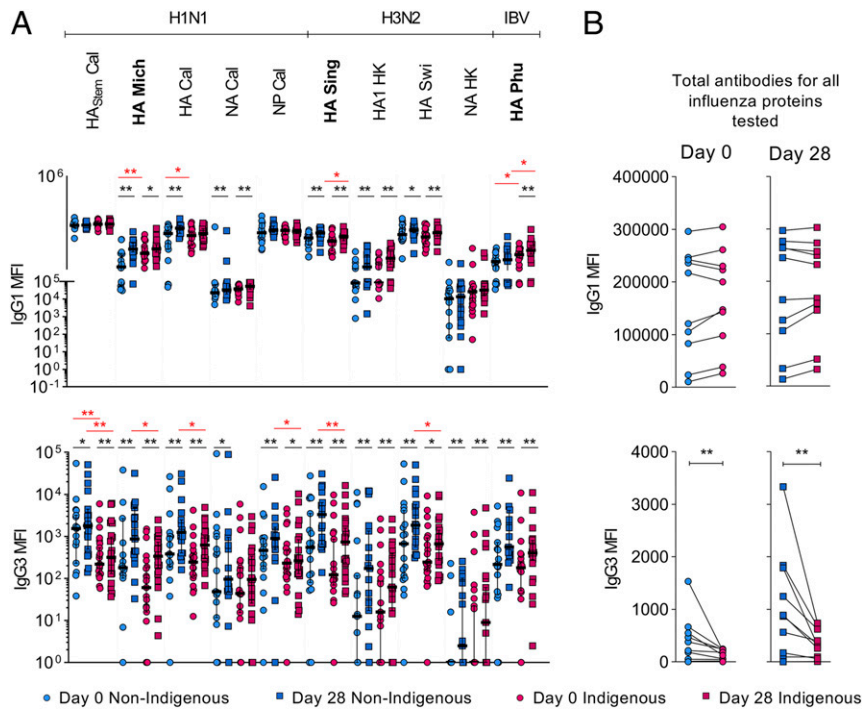 A
B
H1N1
H3N2
IBV
HAStem Cal
HA Mich
HA Cal
NA Cal
NP Cal
HA Sing
HA1 HK
HA Swi
NA HK
HA Phu
Total antibodies for all
influenza proteins
tested
Day 0
Day 28
** * * * *
** * ** ** ** ** ** ** ** ** * ** **
IgG1 MFI
10^6
10^5
10^4
10^3
10^2
10^1
10^0
10^-1
IgG1 MFI
400000
300000
200000
100000
0
**
** * * * ** *
* ** ** ** ** ** * ** * ** ** ** ** ** * ** ** ** **
IgG3 MFI
10^5
10^4
10^3
10^2
10^1
10^0
IgG3 MFI
4000
3000
2000
1000
0
**
**
Day 0 Non-Indigenous
Day 28 Non-Indigenous
Day 0 Indigenous
Day 28 Indigenous